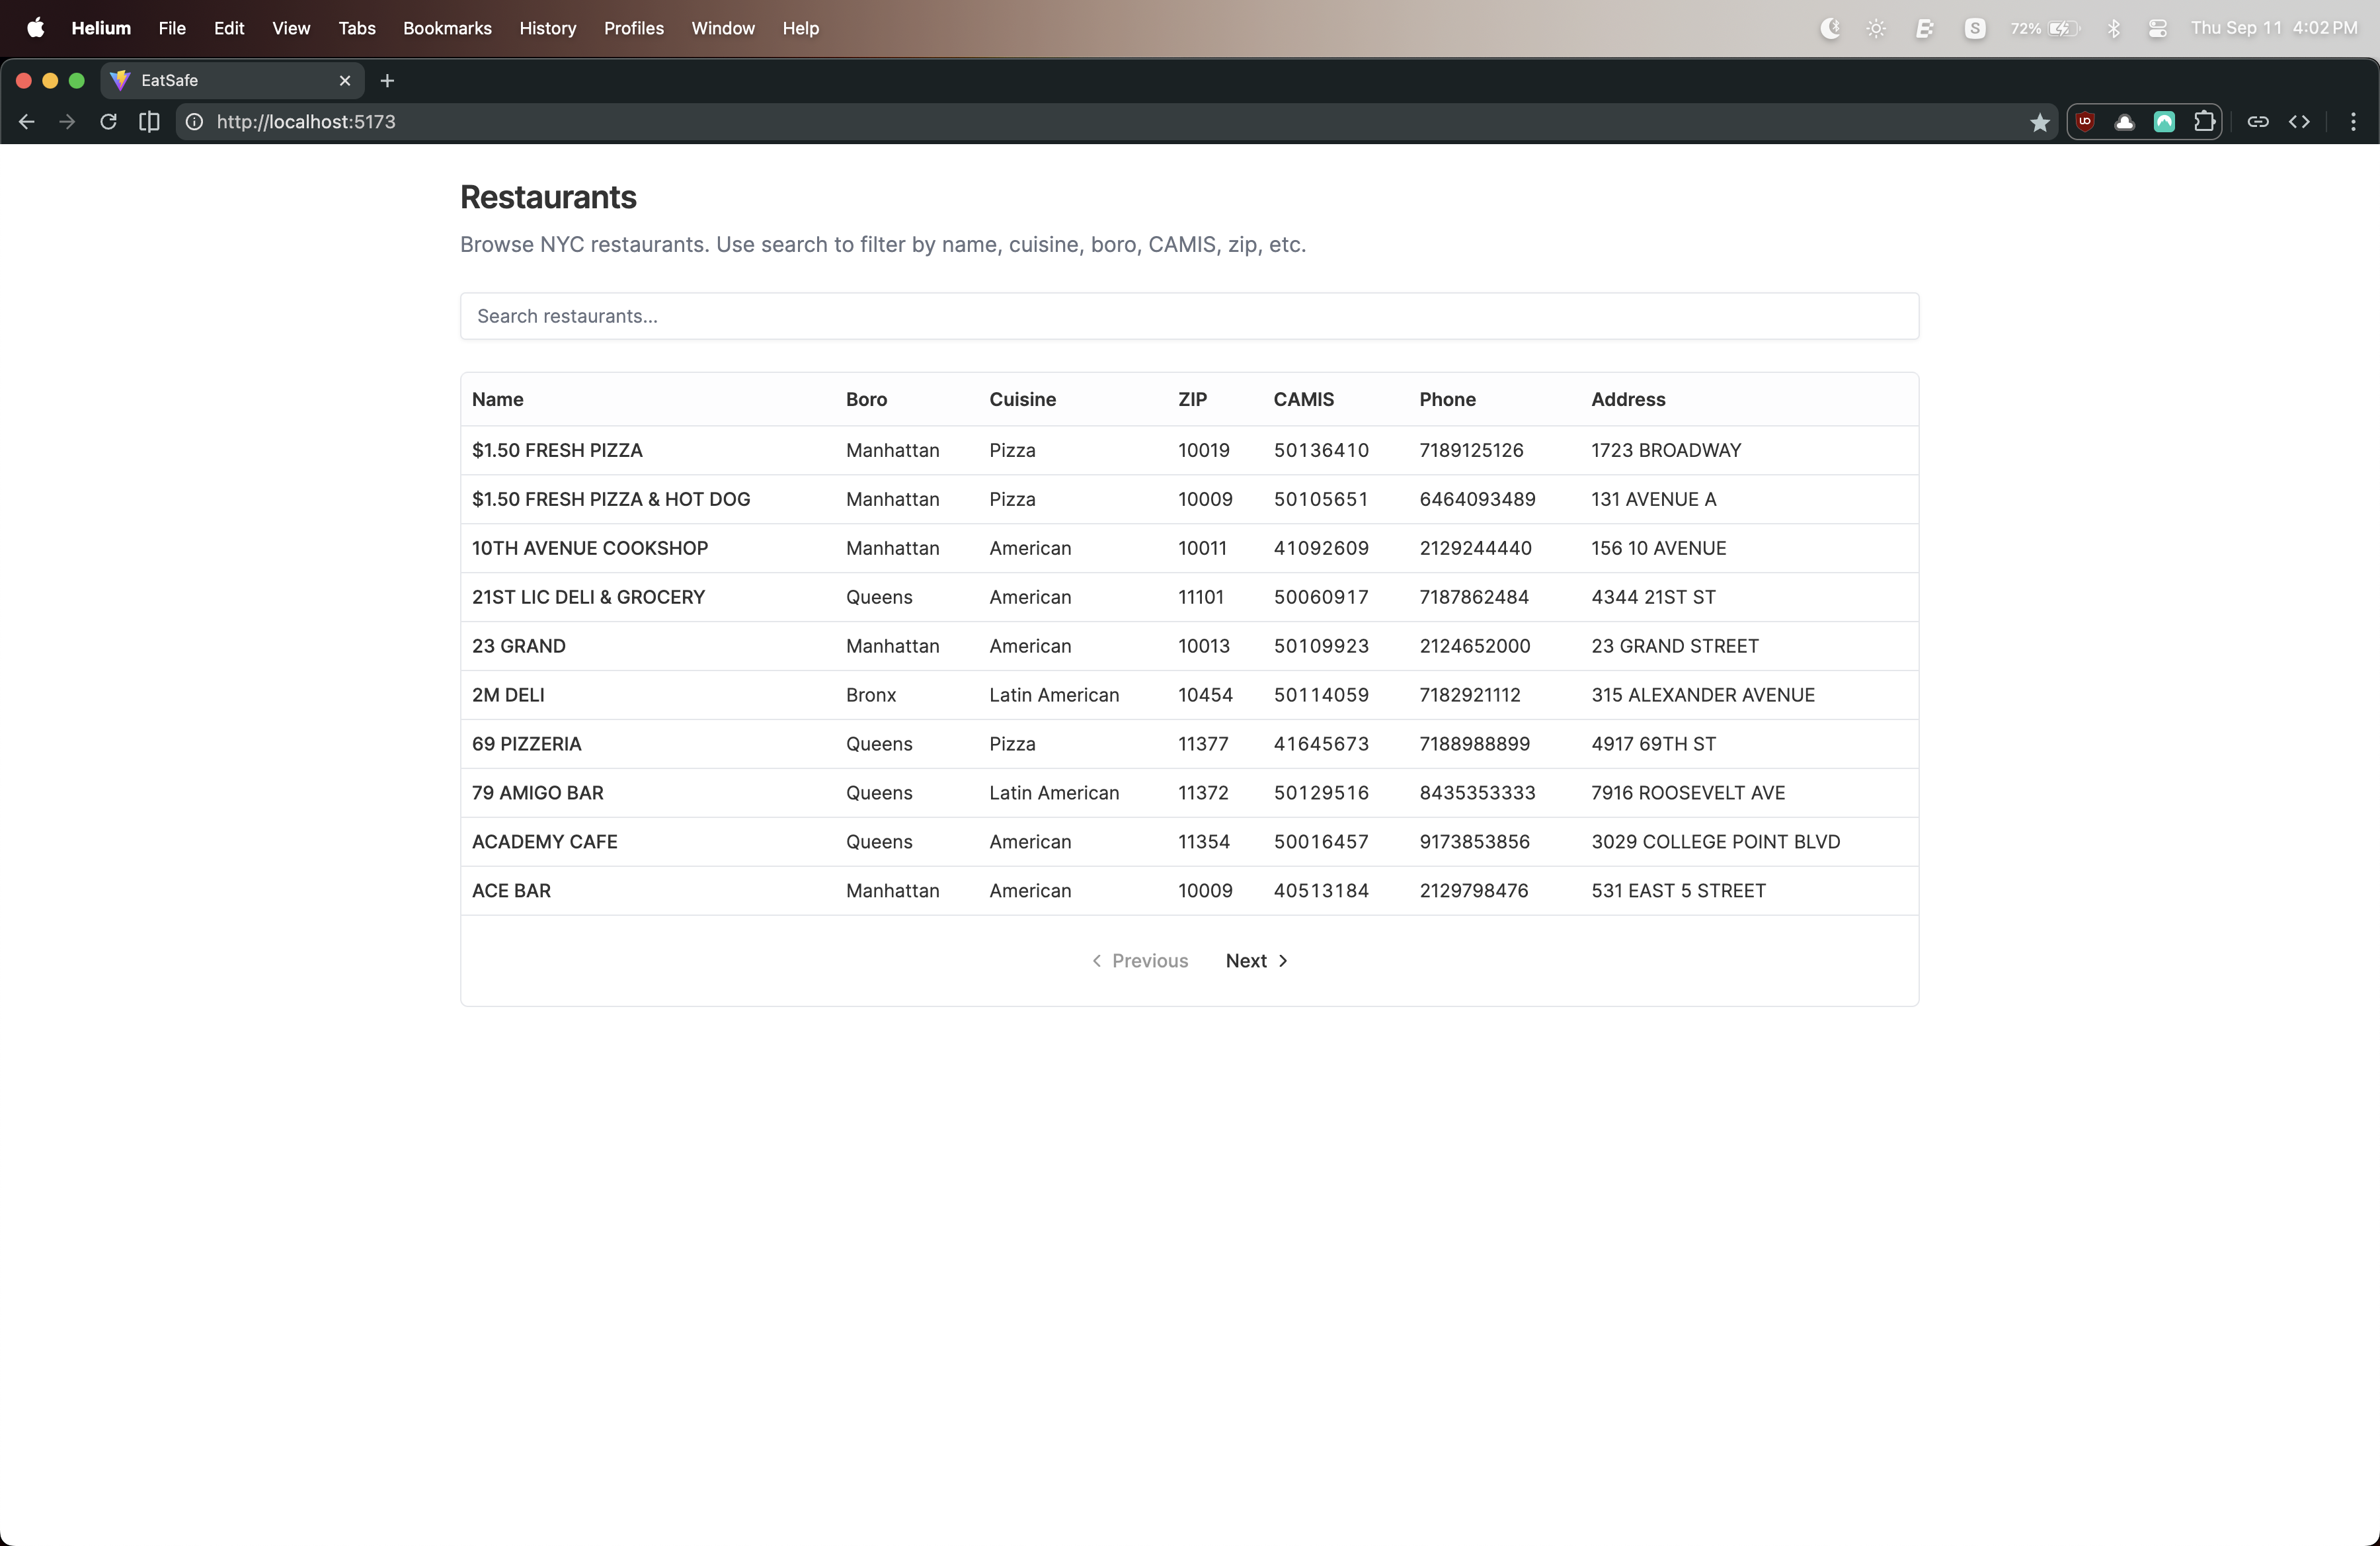 Helium File Edit View Tabs Bookmarks History Profiles Window Help S 72% Thu Sep 11 4:02 PM
EatSafe
http://localhost:5173
Restaurants
Browse NYC restaurants. Use search to filter by name, cuisine, boro, CAMIS, zip, etc.
Search restaurants...
Name Boro Cuisine ZIP CAMIS Phone Address
$1.50 FRESH PIZZA Manhattan Pizza 10019 50136410 7189125126 1723 BROADWAY
$1.50 FRESH PIZZA & HOT DOG Manhattan Pizza 10009 50105651 6464093489 131 AVENUE A
10TH AVENUE COOKSHOP Manhattan American 10011 41092609 2129244440 156 10 AVENUE
21ST LIC DELI & GROCERY Queens American 11101 50060917 7187862484 4344 21ST ST
23 GRAND Manhattan American 10013 50109923 2124652000 23 GRAND STREET
2M DELI Bronx Latin American 10454 50114059 7182921112 315 ALEXANDER AVENUE
69 PIZZERIA Queens Pizza 11377 41645673 7188988899 4917 69TH ST
79 AMIGO BAR Queens Latin American 11372 50129516 8435353333 7916 ROOSEVELT AVE
ACADEMY CAFE Queens American 11354 50016457 9173853856 3029 COLLEGE POINT BLVD
ACE BAR Manhattan American 10009 40513184 2129798476 531 EAST 5 STREET
Previous Next